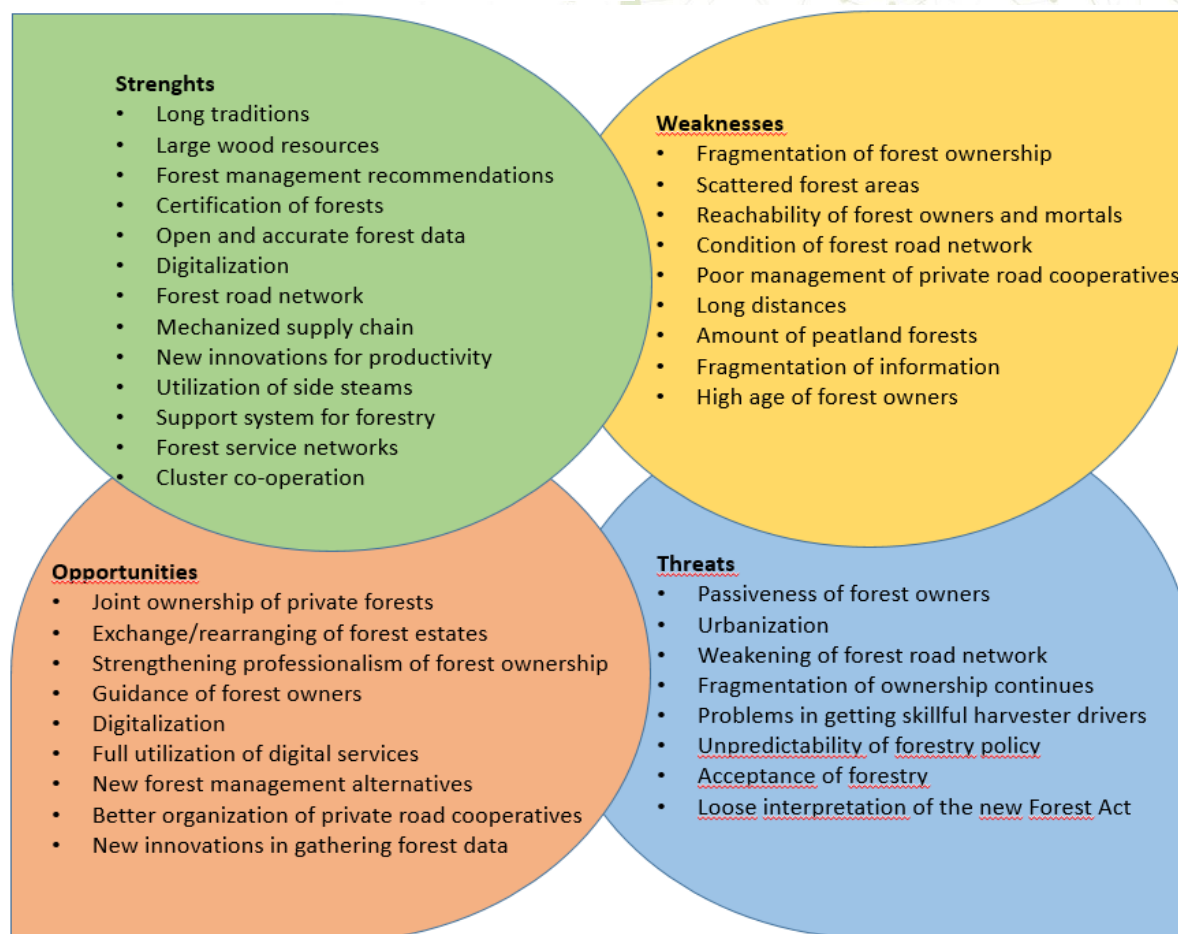 Strenghts
• Long traditions
• Large wood resources
• Forest management recommendations
• Certification of forests
• Open and accurate forest data
• Digitalization
• Forest road network
• Mechanized supply chain
• New innovations for productivity
• Utilization of side steams
• Support system for forestry
• Forest service networks
• Cluster co-operation
Weaknesses
• Fragmentation of forest ownership
• Scattered forest areas
• Reachability of forest owners and mortals
• Condition of forest road network
• Poor management of private road cooperatives
• Long distances
• Amount of peatland forests
• Fragmentation of information
• High age of forest owners
Opportunities
• Joint ownership of private forests
• Exchange/rearranging of forest estates
• Strengthening professionalism of forest ownership
• Guidance of forest owners
• Digitalization
• Full utilization of digital services
• New forest management alternatives
• Better organization of private road cooperatives
• New innovations in gathering forest data
Threats
• Passiveness of forest owners
• Urbanization
• Weakening of forest road network
• Fragmentation of ownership continues
• Problems in getting skillful harvester drivers
• Unpredictability of forestry policy
• Acceptance of forestry
• Loose interpretation of the new Forest Act